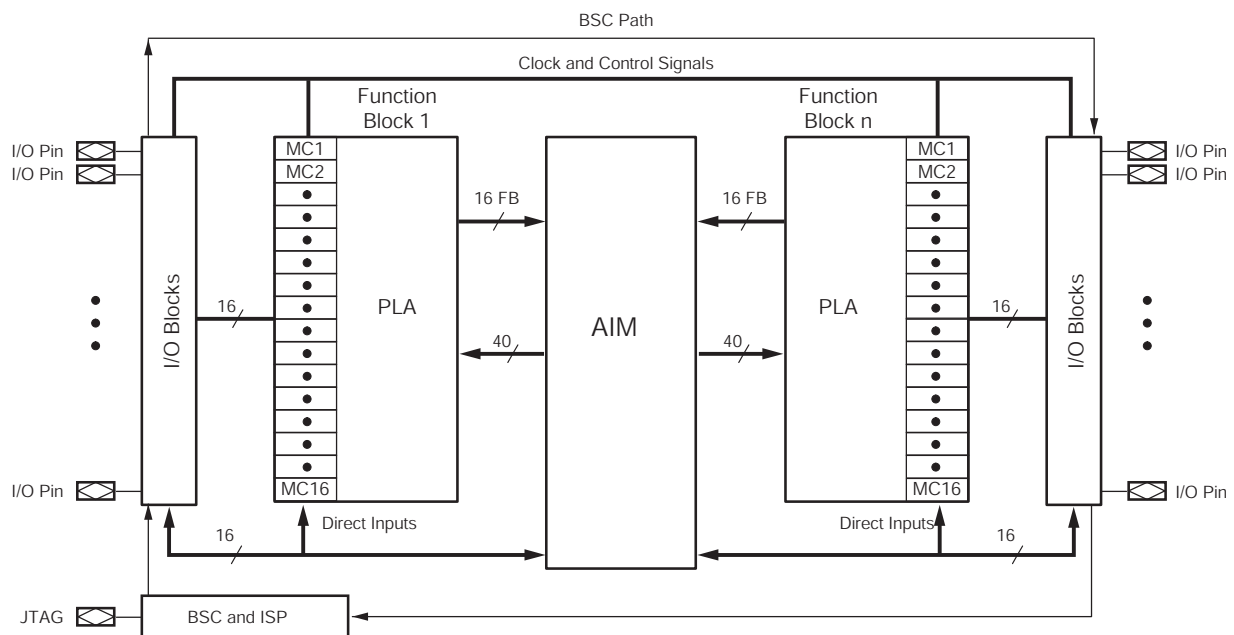 BSC Path
Clock and Control Signals
Function
Block 1
Function
Block n
I/O Pin
MC1
MC1
I/O Pin
I/O Pin
MC2
MC2
I/O Pin
16 FB
16 FB
I/O Blocks
16
PLA
AIM
PLA
16
I/O Blocks
40
40
I/O Pin
MC16
MC16
I/O Pin
Direct Inputs
Direct Inputs
16
16
JTAG
BSC and ISP